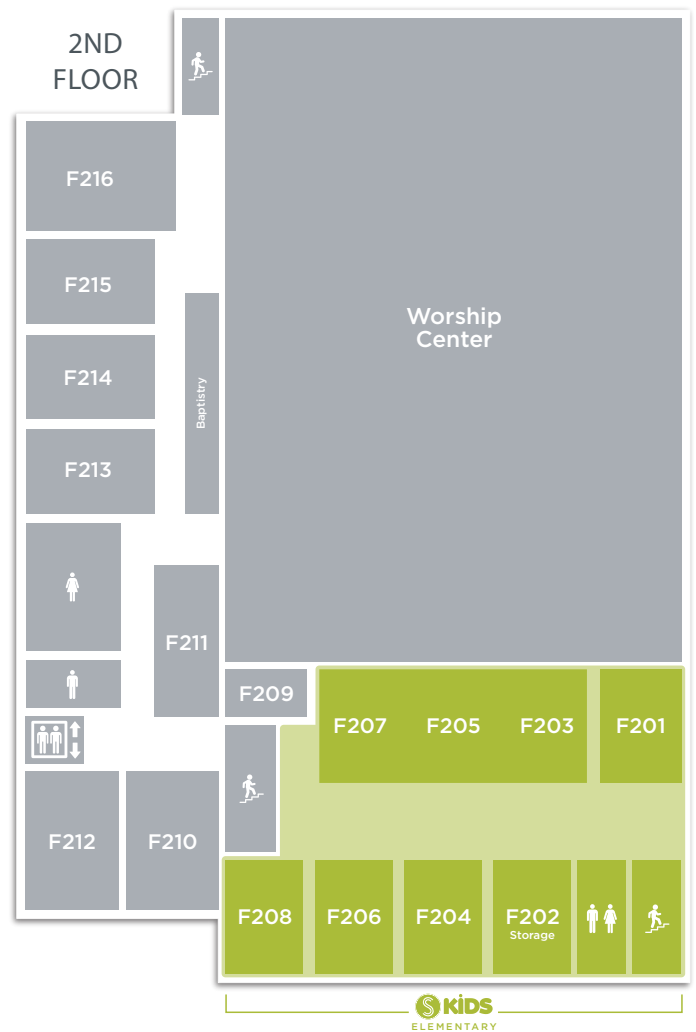 2ND
FLOOR
F216
F215
F214
F213
Baptistry
Worship
Center
F211
F209
F207
F205
F203
F201
F212
F210
F208
F206
F204
F202
Storage
S KiDS
ELEMENTARY